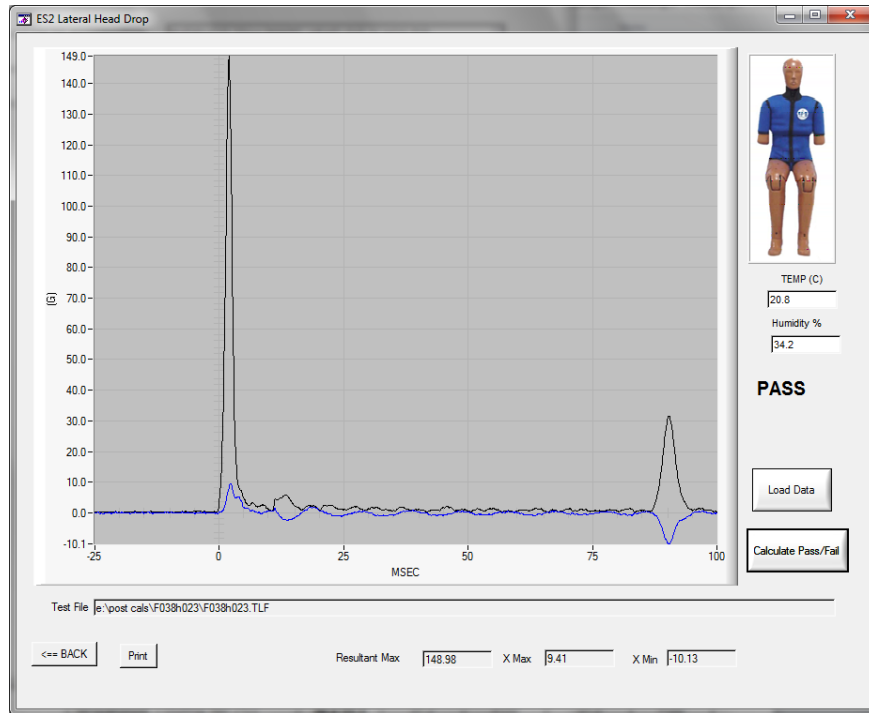 ES2 Lateral Head Drop
149.0
140.0
130.0
120.0
110.0
100.0
90.0
80.0
70.0
60.0
50.0
40.0
30.0
20.0
10.0
0.0
-10.1
(G)
-25
0
25
50
75
100
MSEC
TEMP (C)
20.8
Humidity %
34.2
PASS
Load Data
Calculate Pass/Fail
Test File e:\post cals\F038h023\F038h023.TLF
<== BACK
Print
Resultant Max 148.98 X Max 9.41 X Min -10.13